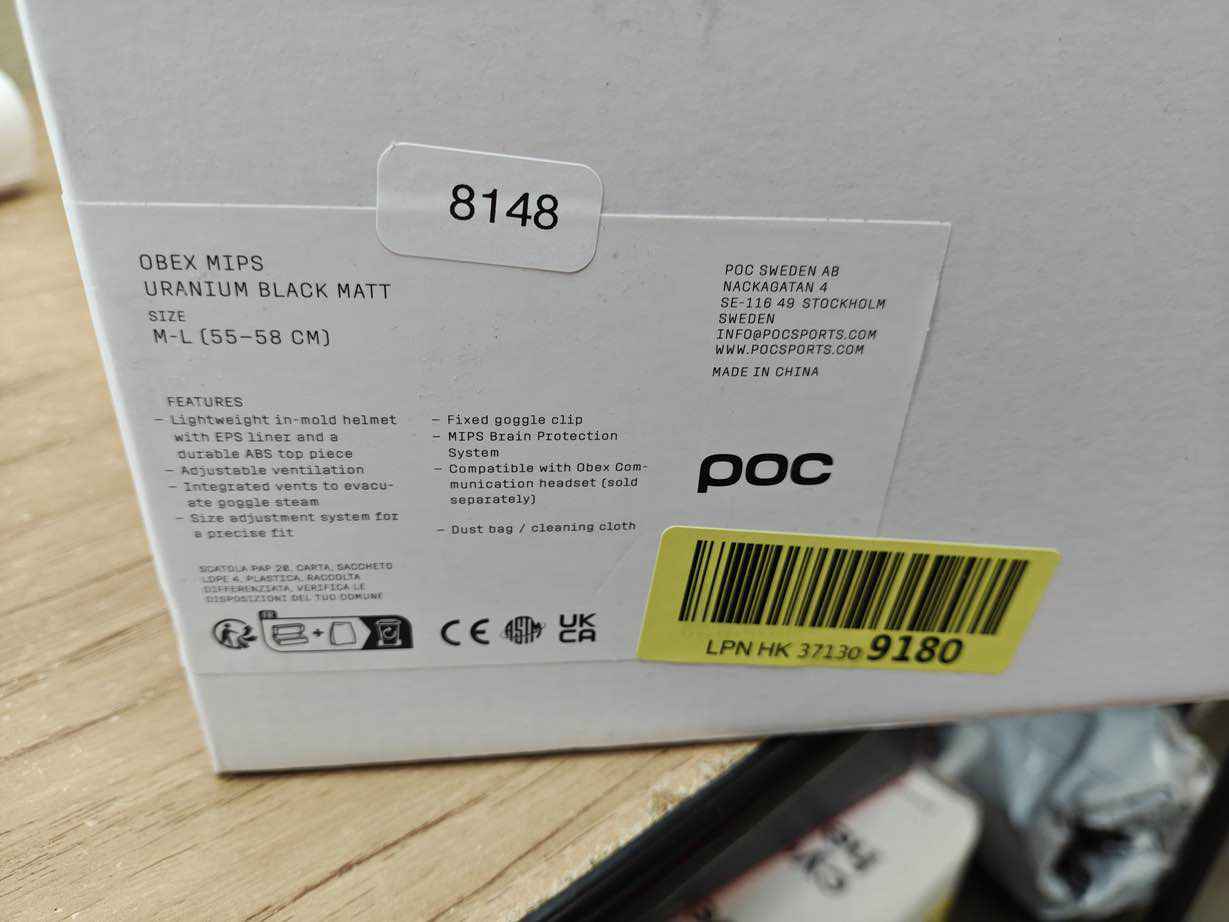 8148
OBEX MIPS
URANIUM BLACK MATT
SIZE
M-L (55–58 CM)
POC SWEDEN AB
NACKAGATAN 4
SE-116 49 STOCKHOLM
SWEDEN
INFO@POCSPORTS.COM
WWW.POCSPORTS.COM
MADE IN CHINA
FEATURES
– Lightweight in-mold helmet
with EPS liner and a
durable ABS top piece
– Adjustable ventilation
– Integrated vents to evacu-
ate goggle steam
– Size adjustment system for
a precise fit
– Fixed goggle clip
– MIPS Brain Protection
System
– Compatible with Obex Com-
munication headset (sold
separately)
– Dust bag / cleaning cloth
poc
SCATOLA PAP 20, CARTA, SACCHETO
LDPE 4, PLASTICA, RACCOLTA
DIFFERENZIATA, VERIFICA LE
DISPOSIZIONI DEL TUO COMUNE
FR
+
CE
ASTM
UK
CA
LPN HK 37130 9180